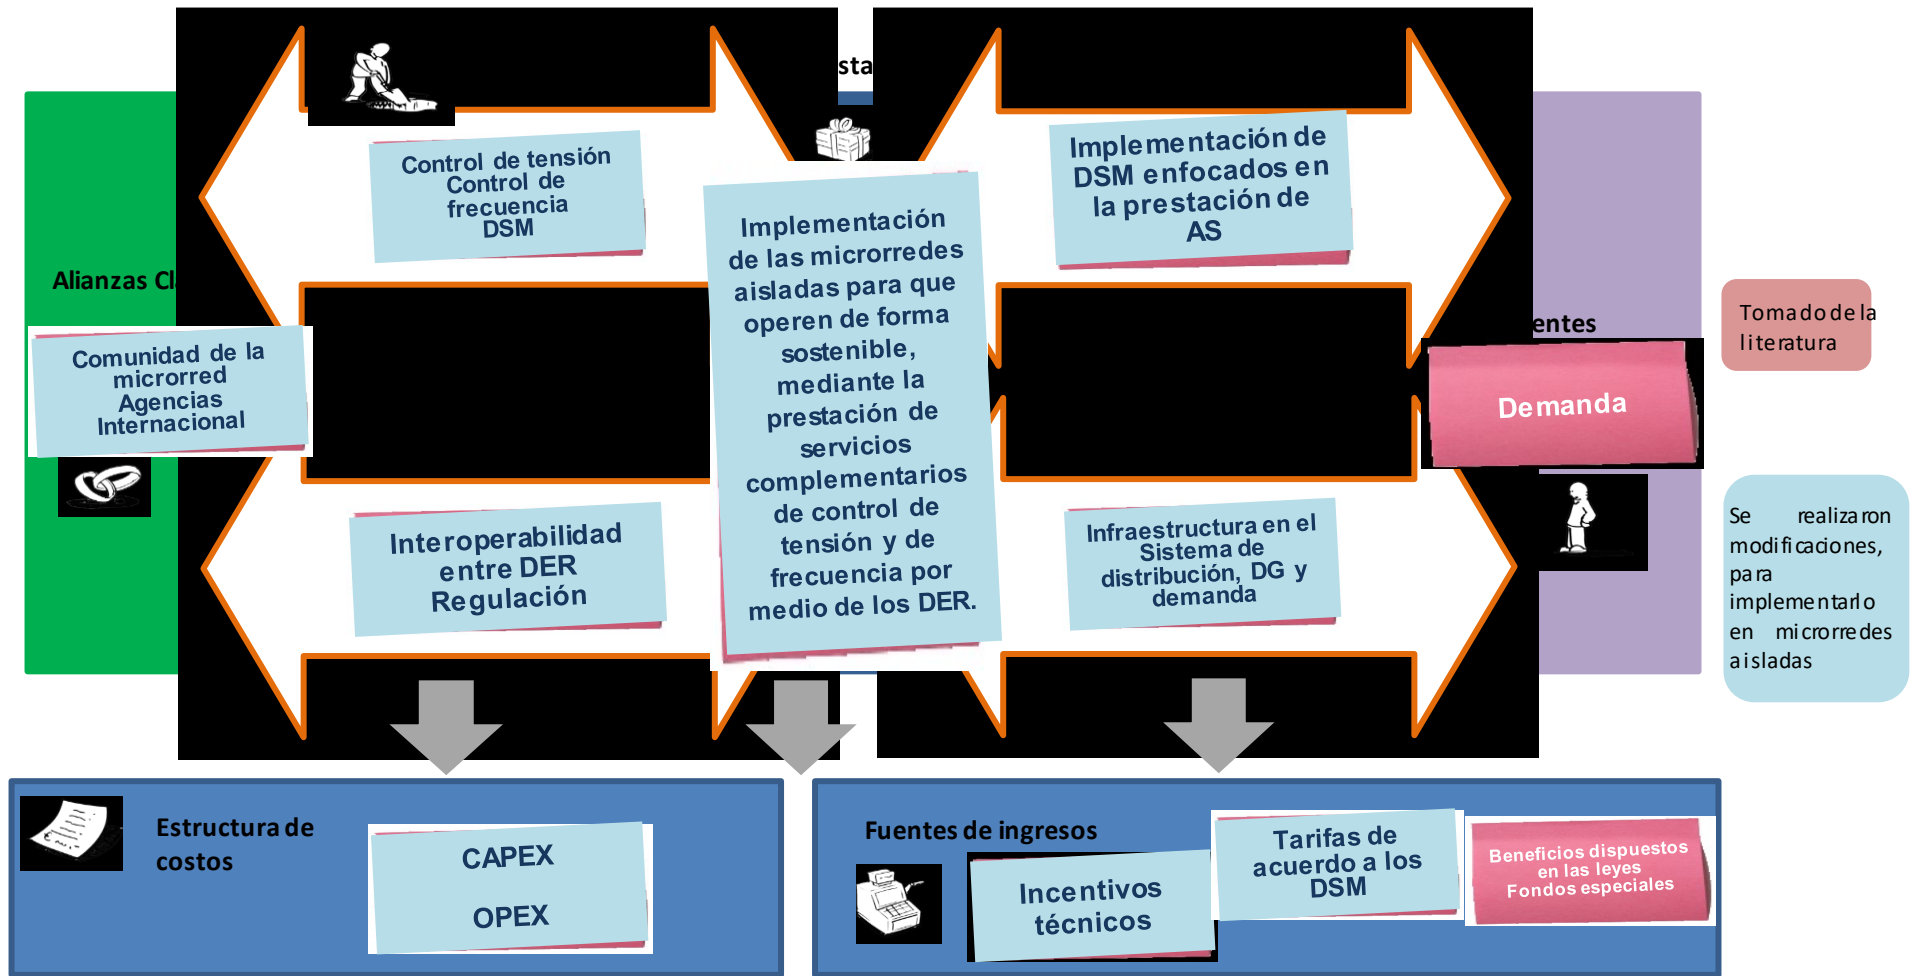 sta
Control de tensión
Control de
frecuencia
DSM
Implementación de
DSM enfocados en
la prestación de
AS
Implementación
de las microrredes
aisladas para que
operen de forma
sostenible,
mediante la
prestación de
servicios
complementarios
de control de
tensión y de
frecuencia por
medio de los DER.
Alianzas Cl
Comunidad de la
microrred
Agencias
Internacional
entes
Demanda
Tomado de la
literatura
Interoperabilidad
entre DER
Regulación
Infraestructura en el
Sistema de
distribución, DG y
demanda
Se realizaron
modificaciones,
para
implementarlo
en microrredes
aisladas
Estructura de
costos
CAPEX
OPEX
Fuentes de ingresos
Incentivos
técnicos
Tarifas de
acuerdo a los
DSM
Beneficios dispuestos
en las leyes
Fondos especiales